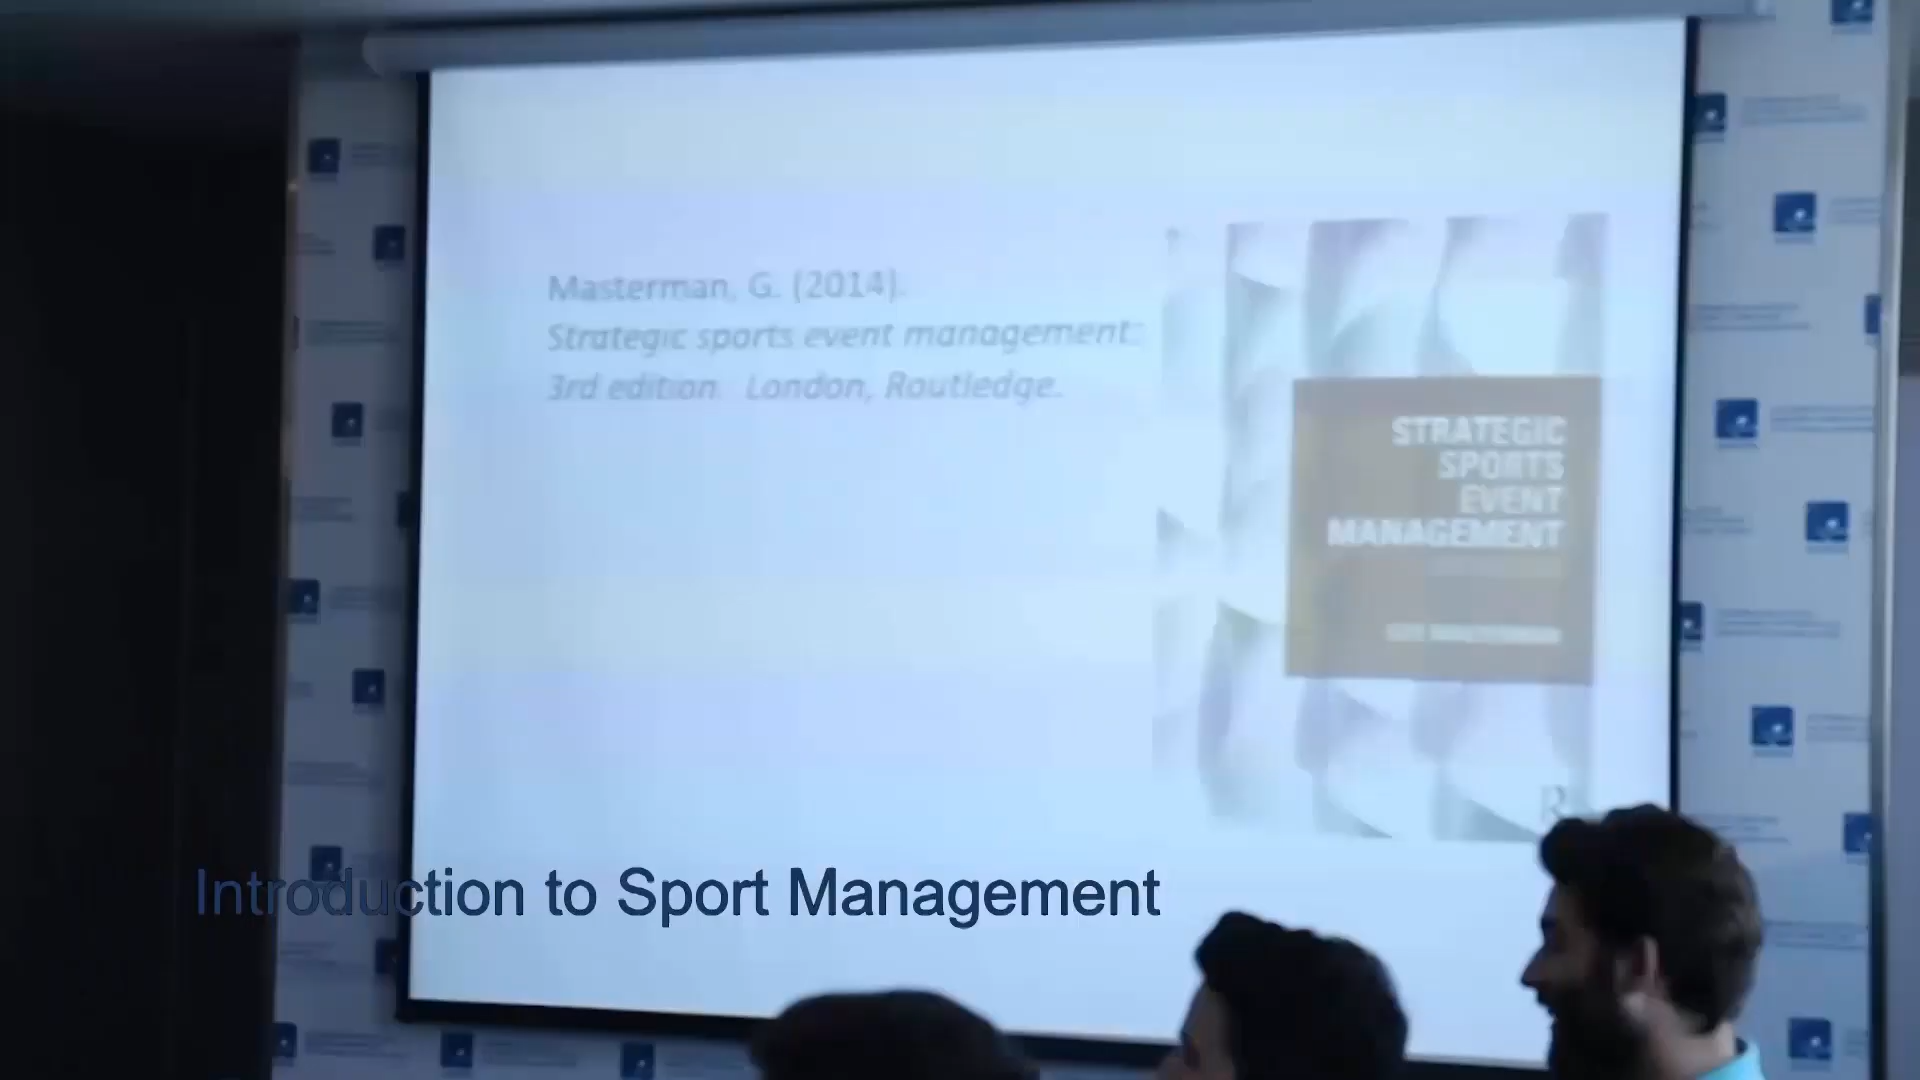 Masterman, G. (2014).
Strategic sports event management:
3rd edition. London, Routledge.
STRATEGIC
SPORTS
EVENT
MANAGEMENT
R
Introduction to Sport Management